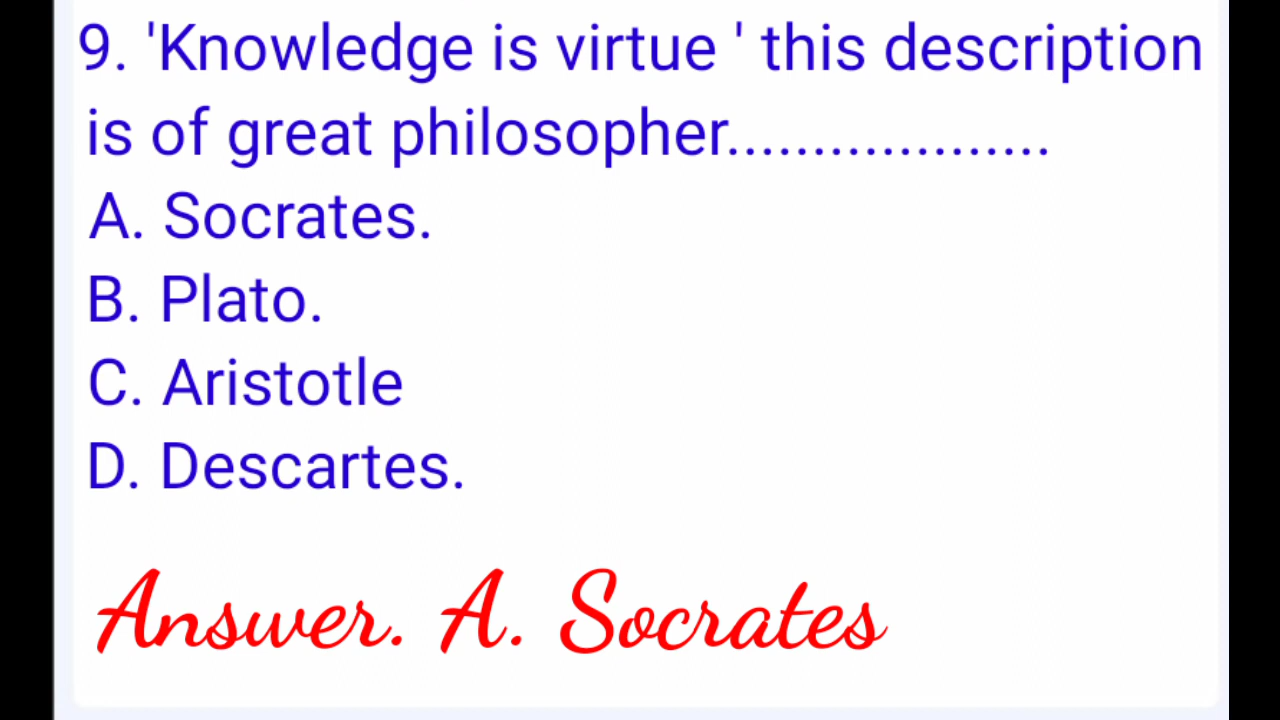 9. 'Knowledge is virtue ' this description
is of great philosopher...................
A. Socrates.
B. Plato.
C. Aristotle
D. Descartes.
Answer. A. Socrates